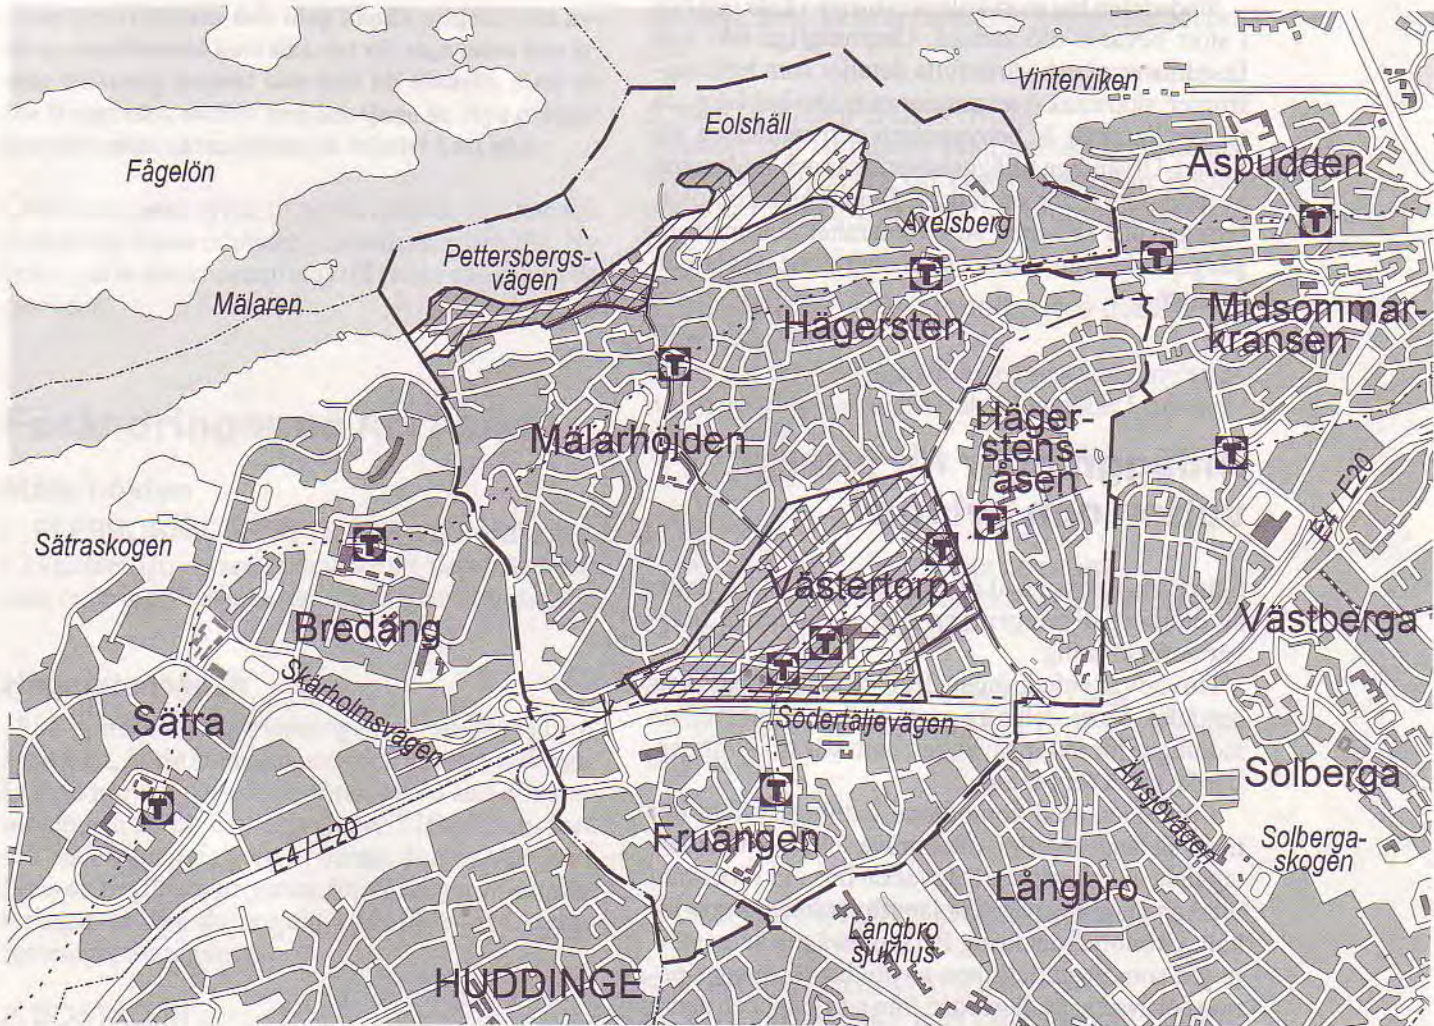 Vinterviken
Eolshäll
Fågelön
Aspudden
T
Axelsberg
T
T
Pettersbergs-
vägen
Mälaren
Hägersten
Midsommar-
kransen
T
Mälarhöjden
Häger-
stens-
åsen
T
E4 / E20
T
Sätraskogen
T
T
Västertorp
Bredäng
Västberga
T
T
Skärholmsvägen
Sätra
Södertäljevägen
Älvsjövägen
Solberga
T
T
Fruängen
E4 / E20
Solberga-
skogen
Långbro
Långbro
sjukhus
HUDDINGE